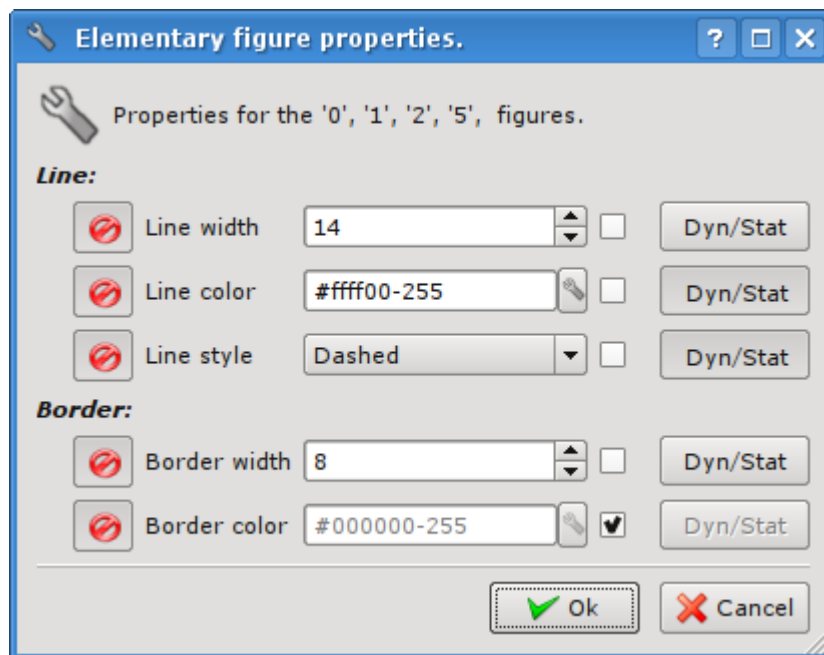 Elementary figure properties.
Properties for the '0', '1', '2', '5', figures.
Line:
Line width 14 Dyn/Stat
Line color #ffff00-255 Dyn/Stat
Line style Dashed Dyn/Stat
Border:
Border width 8 Dyn/Stat
Border color #000000-255 Dyn/Stat
Ok Cancel